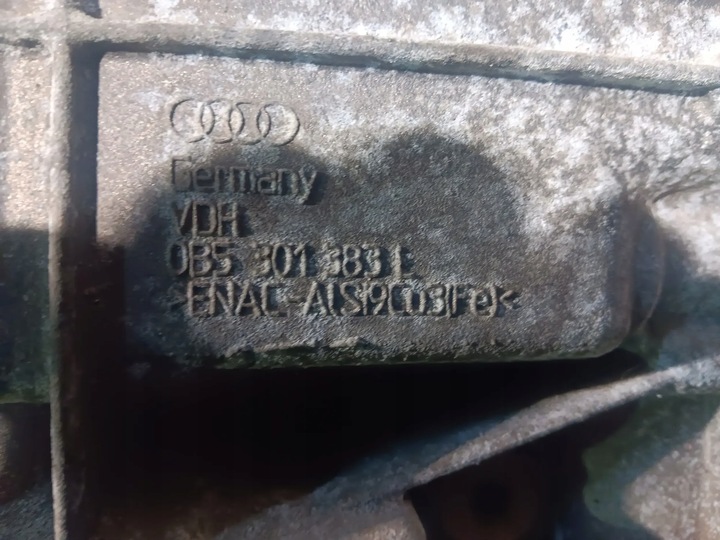 Germany
VDH
0B5 301 383 E
>ENAC-AlSi9Cu3(Fe)<